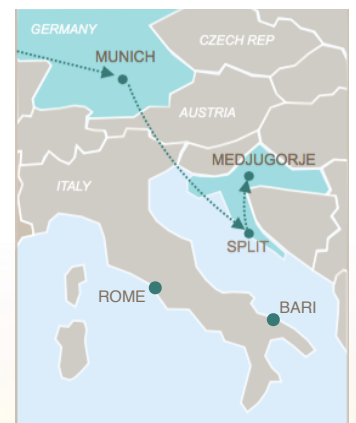 GERMANY
CZECH REP
MUNICH
AUSTRIA
MEDJUGORJE
ITALY
SPLIT
ROME
BARI